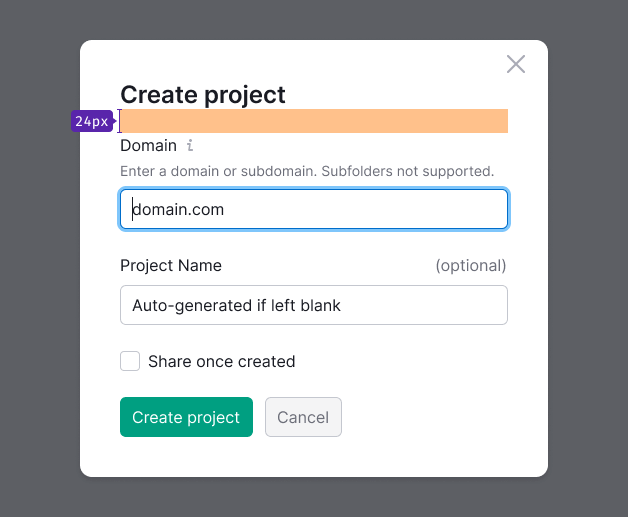 Create project
24px
Domain i
Enter a domain or subdomain. Subfolders not supported.
domain.com
Project Name (optional)
Auto-generated if left blank
Share once created
Create project Cancel